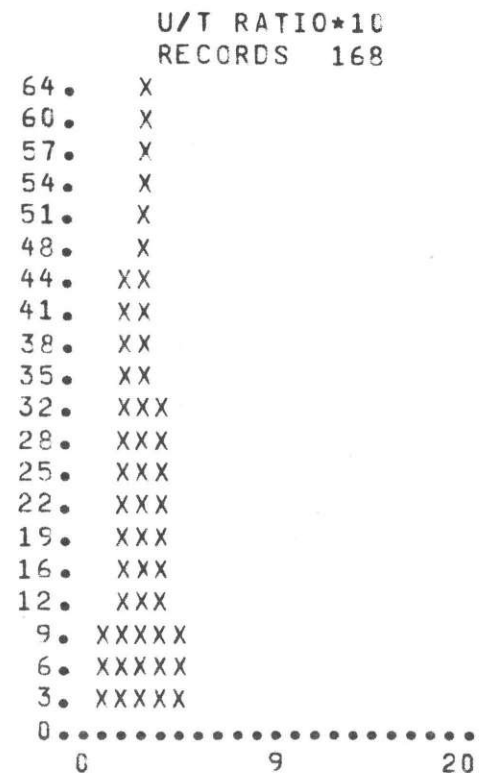 U/T RATIO*10
RECORDS 168
64. X
60. X
57. X
54. X
51. X
48. X
44. XX
41. XX
38. XX
35. XX
32. XXX
28. XXX
25. XXX
22. XXX
19. XXX
16. XXX
12. XXX
9. XXXXX
6. XXXXX
3. XXXXX
0.....................
0 9 20